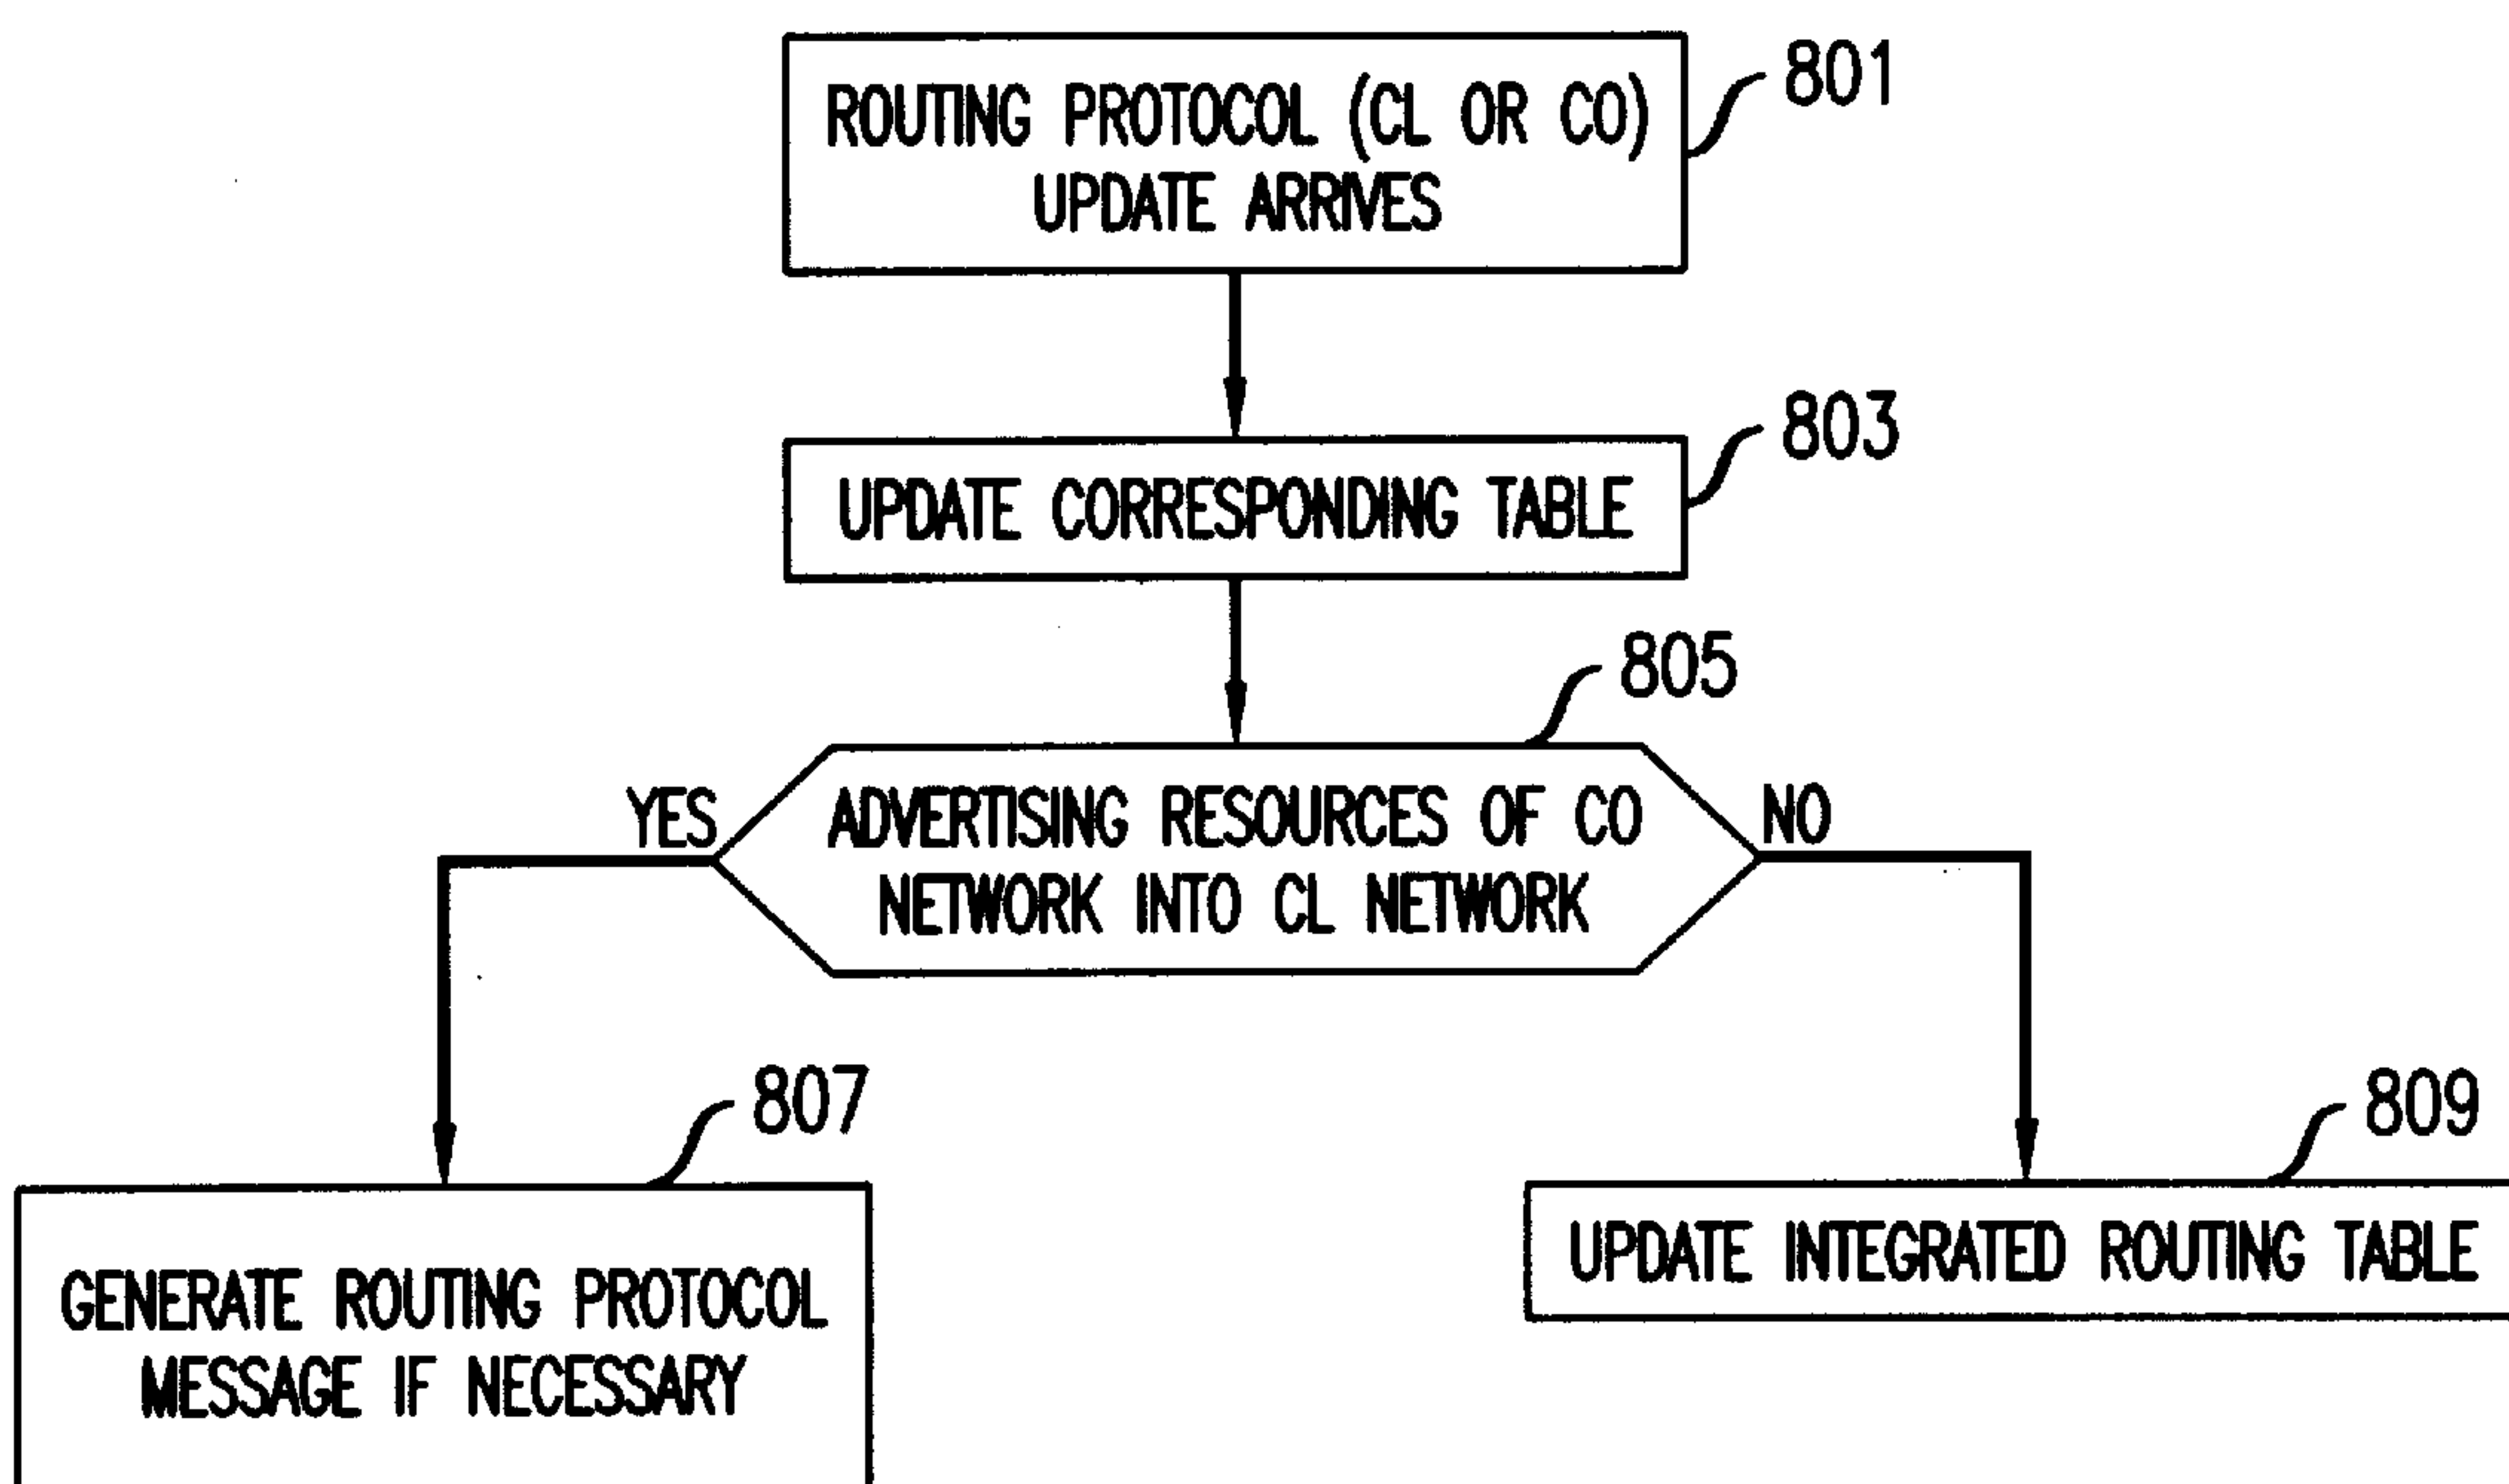 ROUTING PROTOCOL (CL OR CO)
UPDATE ARRIVES
801
UPDATE CORRESPONDING TABLE
803
805
YES
ADVERTISING RESOURCES OF CO
NETWORK INTO CL NETWORK
NO
807
GENERATE ROUTING PROTOCOL
MESSAGE IF NECESSARY
809
UPDATE INTEGRATED ROUTING TABLE